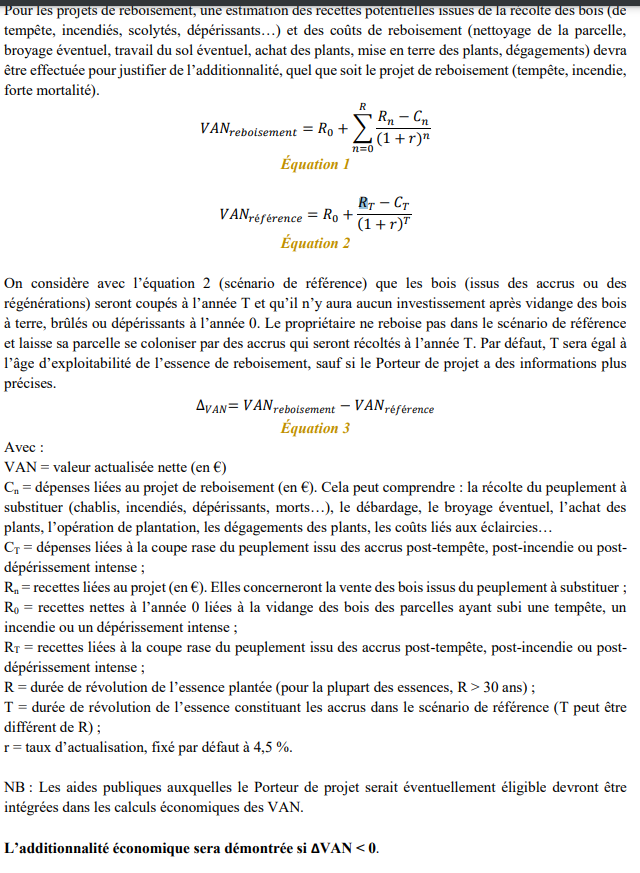 Pour les projets de reboisement, une estimation des recettes potentielles issues de la récolte des bois (de
tempête, incendiés, scolytés, dépérissants…) et des coûts de reboisement (nettoyage de la parcelle,
broyage éventuel, travail du sol éventuel, achat des plants, mise en terre des plants, dégagements) devra
être effectuée pour justifier de l'additionnalité, quel que soit le projet de reboisement (tempête, incendie,
forte mortalité).
VAN_reboisement = R₀ + ∑_{n=0}^{R} (Rₙ − Cₙ)/(1 + r)ⁿ
Équation 1
VAN_référence = R₀ + (R_T − C_T)/(1 + r)^T
Équation 2
On considère avec l'équation 2 (scénario de référence) que les bois (issus des accrus ou des
régénérations) seront coupés à l'année T et qu'il n'y aura aucun investissement après vidange des bois
à terre, brûlés ou dépérissants à l'année 0. Le propriétaire ne reboise pas dans le scénario de référence
et laisse sa parcelle se coloniser par des accrus qui seront récoltés à l'année T. Par défaut, T sera égal à
l'âge d'exploitabilité de l'essence de reboisement, sauf si le Porteur de projet a des informations plus
précises.
Δ_VAN = VAN_reboisement − VAN_référence
Équation 3
Avec :
VAN = valeur actualisée nette (en €)
Cₙ = dépenses liées au projet de reboisement (en €). Cela peut comprendre : la récolte du peuplement à
substituer (chablis, incendiés, dépérissants, morts…), le débardage, le broyage éventuel, l'achat des
plants, l'opération de plantation, les dégagements des plants, les coûts liés aux éclaircies…
C_T = dépenses liées à la coupe rase du peuplement issu des accrus post-tempête, post-incendie ou post-
dépérissement intense ;
Rₙ = recettes liées au projet (en €). Elles concerneront la vente des bois issus du peuplement à substituer ;
R₀ = recettes nettes à l'année 0 liées à la vidange des bois des parcelles ayant subi une tempête, un
incendie ou un dépérissement intense ;
R_T = recettes liées à la coupe rase du peuplement issu des accrus post-tempête, post-incendie ou post-
dépérissement intense ;
R = durée de révolution de l'essence plantée (pour la plupart des essences, R > 30 ans) ;
T = durée de révolution de l'essence constituant les accrus dans le scénario de référence (T peut être
différent de R) ;
r = taux d'actualisation, fixé par défaut à 4,5 %.
NB : Les aides publiques auxquelles le Porteur de projet serait éventuellement éligible devront être
intégrées dans les calculs économiques des VAN.
L'additionnalité économique sera démontrée si ΔVAN < 0.